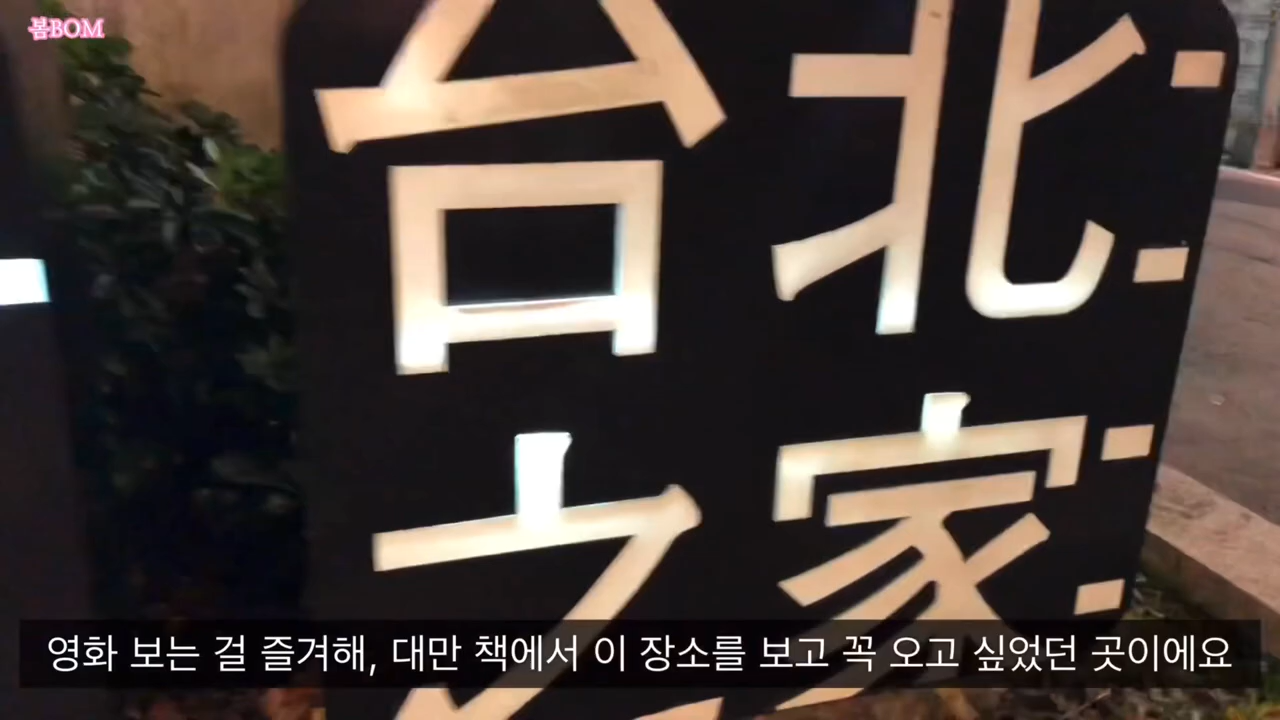 봄BOM
台北
之家
영화 보는 걸 즐겨해, 대만 책에서 이 장소를 보고 꼭 오고 싶었던 곳이에요